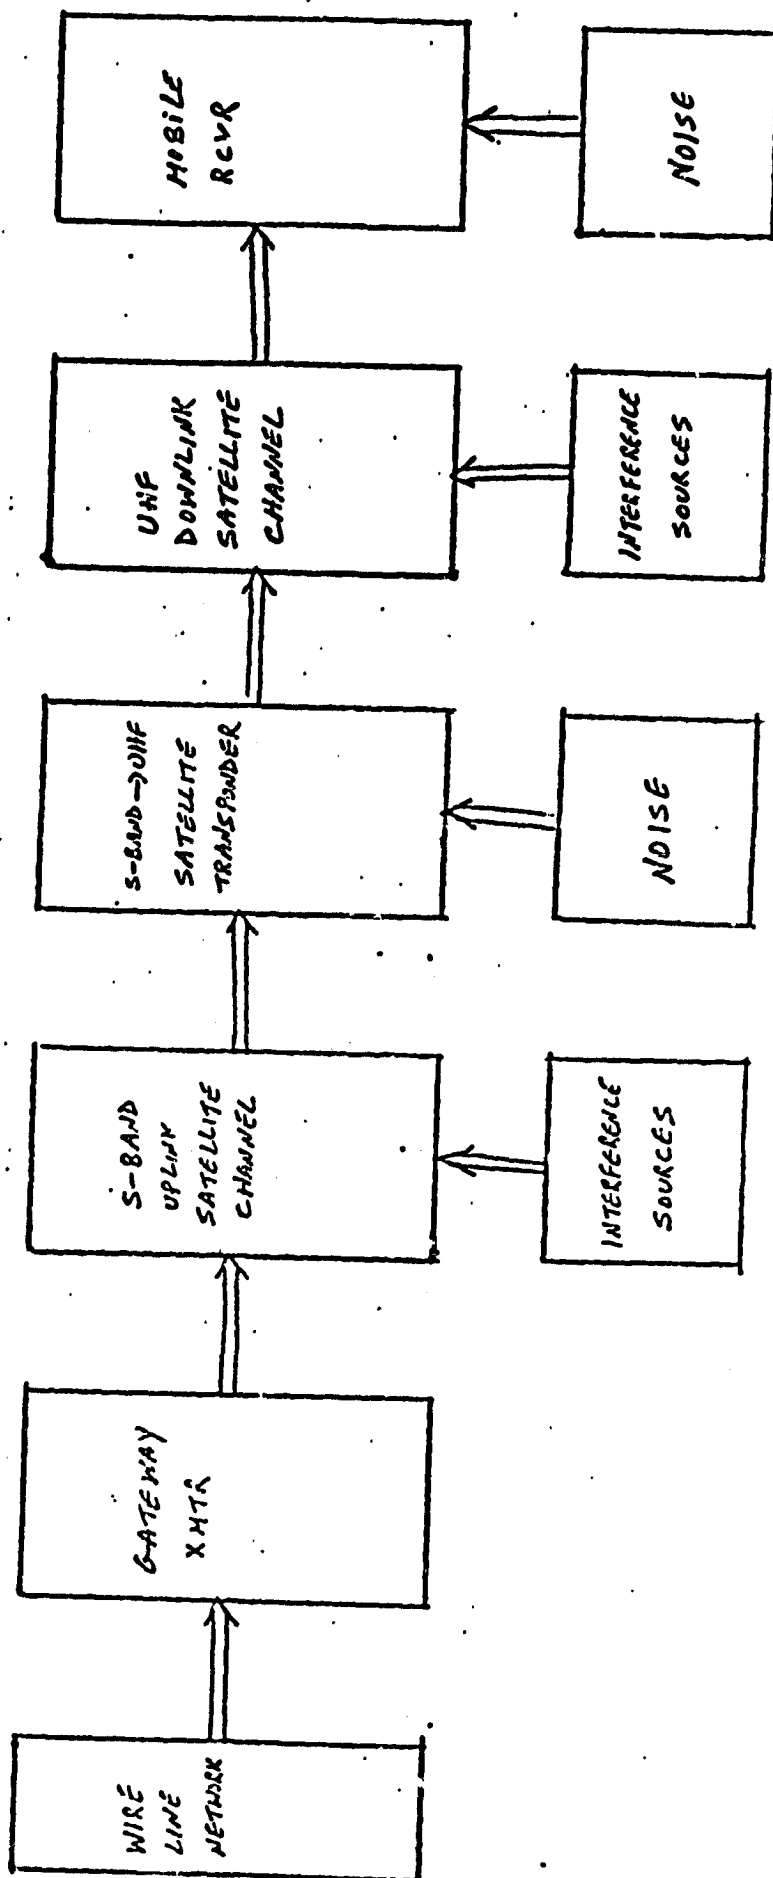 WIRE
LINE
NETWORK
GATEWAY
XMTR
S-BAND
UPLINK
SATELLITE
CHANNEL
S-BAND→UHF
SATELLITE
TRANSPONDER
UHF
DOWNLINK
SATELLITE
CHANNEL
MOBILE
RCVR
INTERFERENCE
SOURCES
NOISE
INTERFERENCE
SOURCES
NOISE